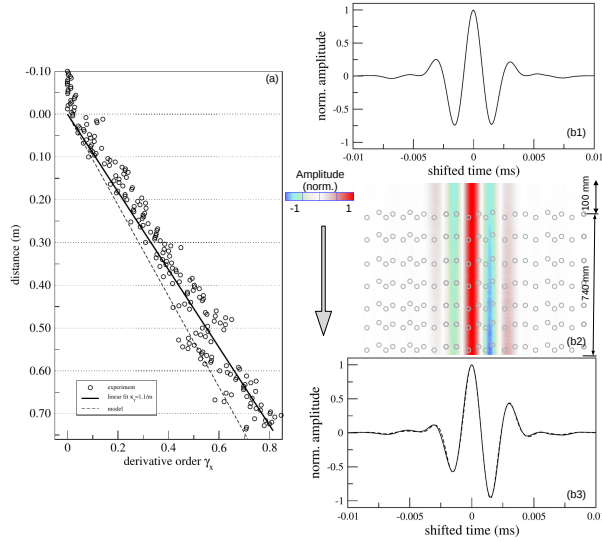 (a)
-0.10
0.00
0.10
0.20
0.30
0.40
0.50
0.60
0.70
distance (m)
experiment
linear fit κ =1.1/m
model
0 0.2 0.4 0.6 0.8
derivative order γx
1
0.5
0
-0.5
-1
norm. amplitude
(b1)
-0.01 -0.005 0 0.005 0.01
shifted time (ms)
Amplitude
(norm.)
-1 1
100 mm
740 mm
(b2)
1
0.5
0
-0.5
-1
norm. amplitude
(b3)
-0.01 -0.005 0 0.005 0.01
shifted time (ms)